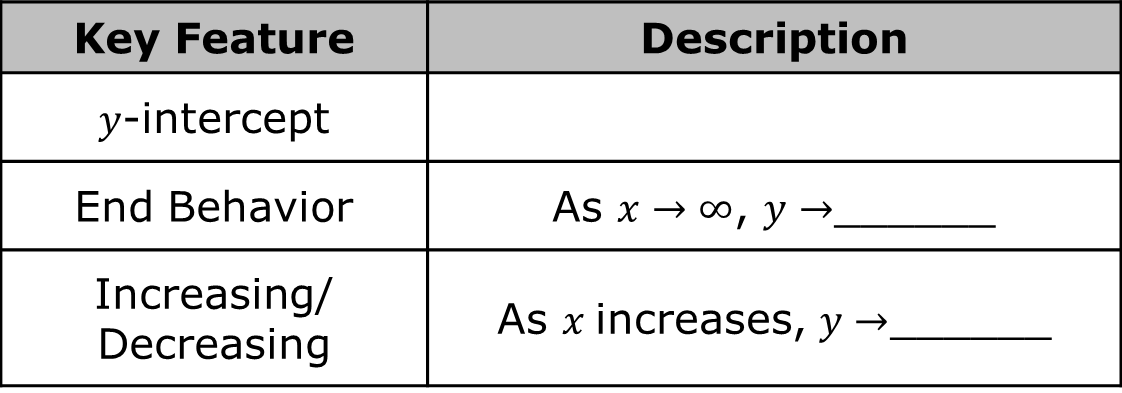 Key Feature Description
y-intercept
End Behavior As x → ∞, y →______
Increasing/
Decreasing As x increases, y →______